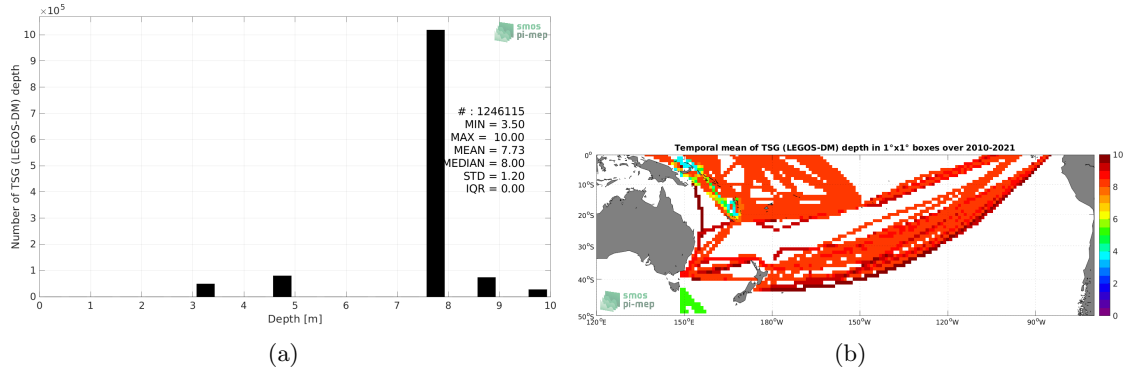 ×10⁵
10
9
8
7
6
5
4
3
2
1
0
Number of TSG (LEGOS-DM) depth
smos
pi-mep
# : 1246115
MIN = 3.50
MAX = 10.00
MEAN = 7.73
MEDIAN = 8.00
STD = 1.20
IQR = 0.00
1 2 3 4 5 6 7 8 9 10
Depth [m]
(a)
Temporal mean of TSG (LEGOS-DM) depth in 1°x1° boxes over 2010-2021
0°
10°S
20°S
30°S
40°S
50°S
smos
pi-mep
120°E 150°E 180°W 150°W 120°W 90°W
10
8
6
4
2
0
(b)